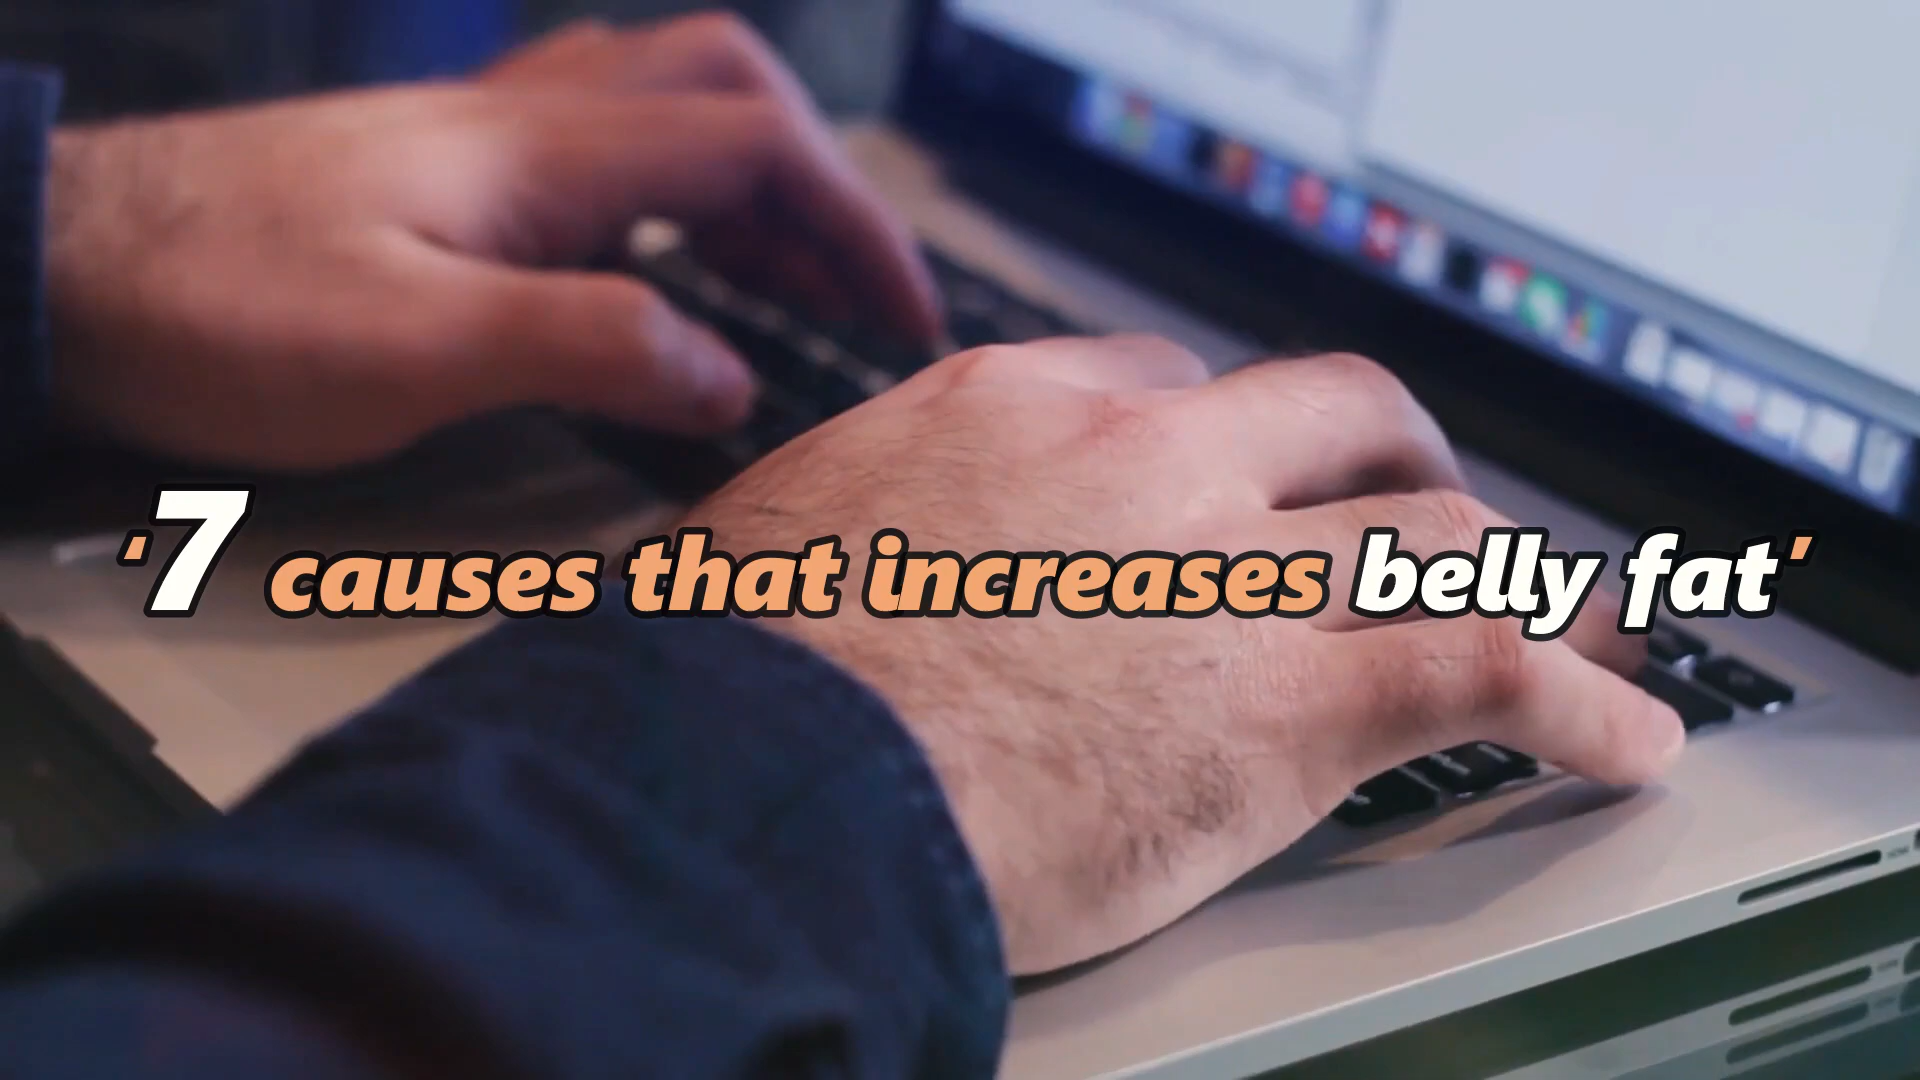 ‘7 causes that increases belly fat’